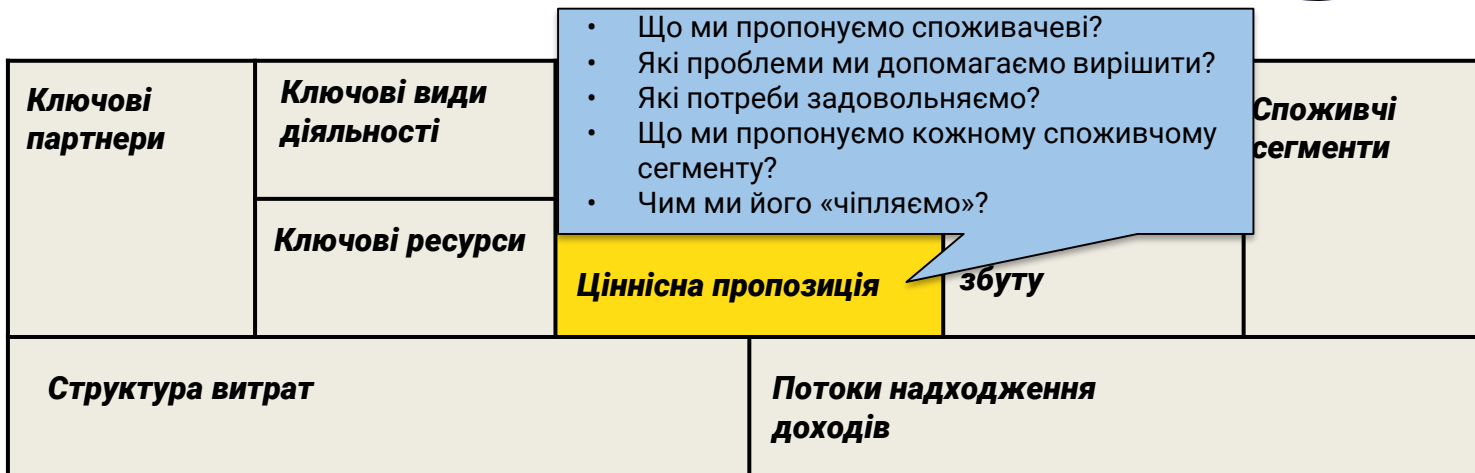 • Що ми пропонуємо споживачеві?
• Які проблеми ми допомагаємо вирішити?
• Які потреби задовольняємо?
• Що ми пропонуємо кожному споживчому
сегменту?
• Чим ми його «чіпляємо»?
Ключові
партнери
Ключові види
діяльності
Ключові ресурси
Ціннісна пропозиція
збуту
Споживчі
сегменти
Структура витрат
Потоки надходження
доходів